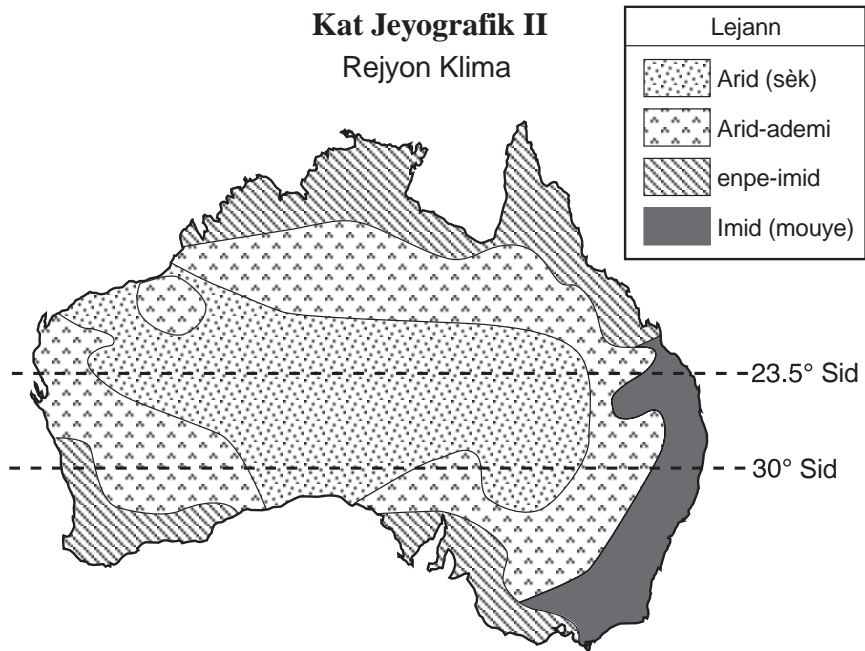 Kat Jeyografik II
Rejyon Klima
Lejann
Arid (sèk)
Arid-ademi
enpe-imid
Imid (mouye)
23.5° Sid
30° Sid